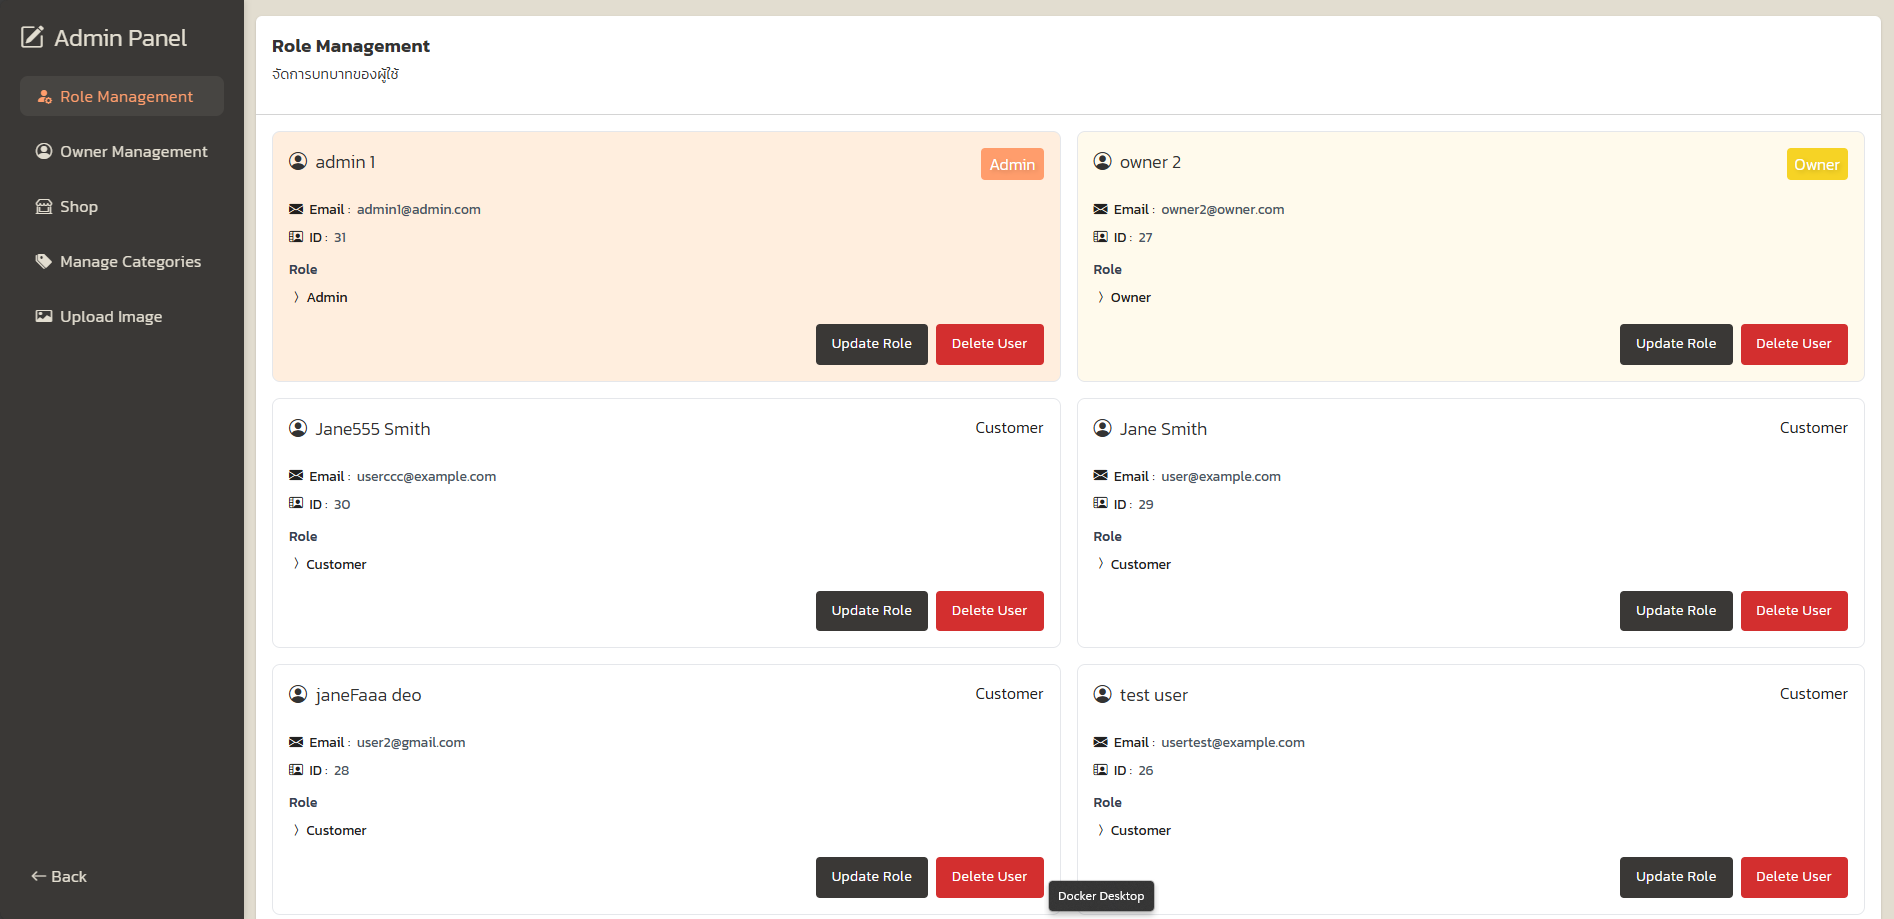 Admin Panel
Role Management
Owner Management
Shop
Manage Categories
Upload Image
Back
Role Management
จัดการบทบาทของผู้ใช้
admin 1
Admin
Email : admin1@admin.com
ID : 31
Role
Admin
Update Role
Delete User
owner 2
Owner
Email : owner2@owner.com
ID : 27
Role
Owner
Update Role
Delete User
Jane555 Smith
Customer
Email : userccc@example.com
ID : 30
Role
Customer
Update Role
Delete User
Jane Smith
Customer
Email : user@example.com
ID : 29
Role
Customer
Update Role
Delete User
janeFaaa deo
Customer
Email : user2@gmail.com
ID : 28
Role
Customer
Update Role
Delete User
test user
Customer
Email : usertest@example.com
ID : 26
Role
Customer
Update Role
Delete User
Docker Desktop